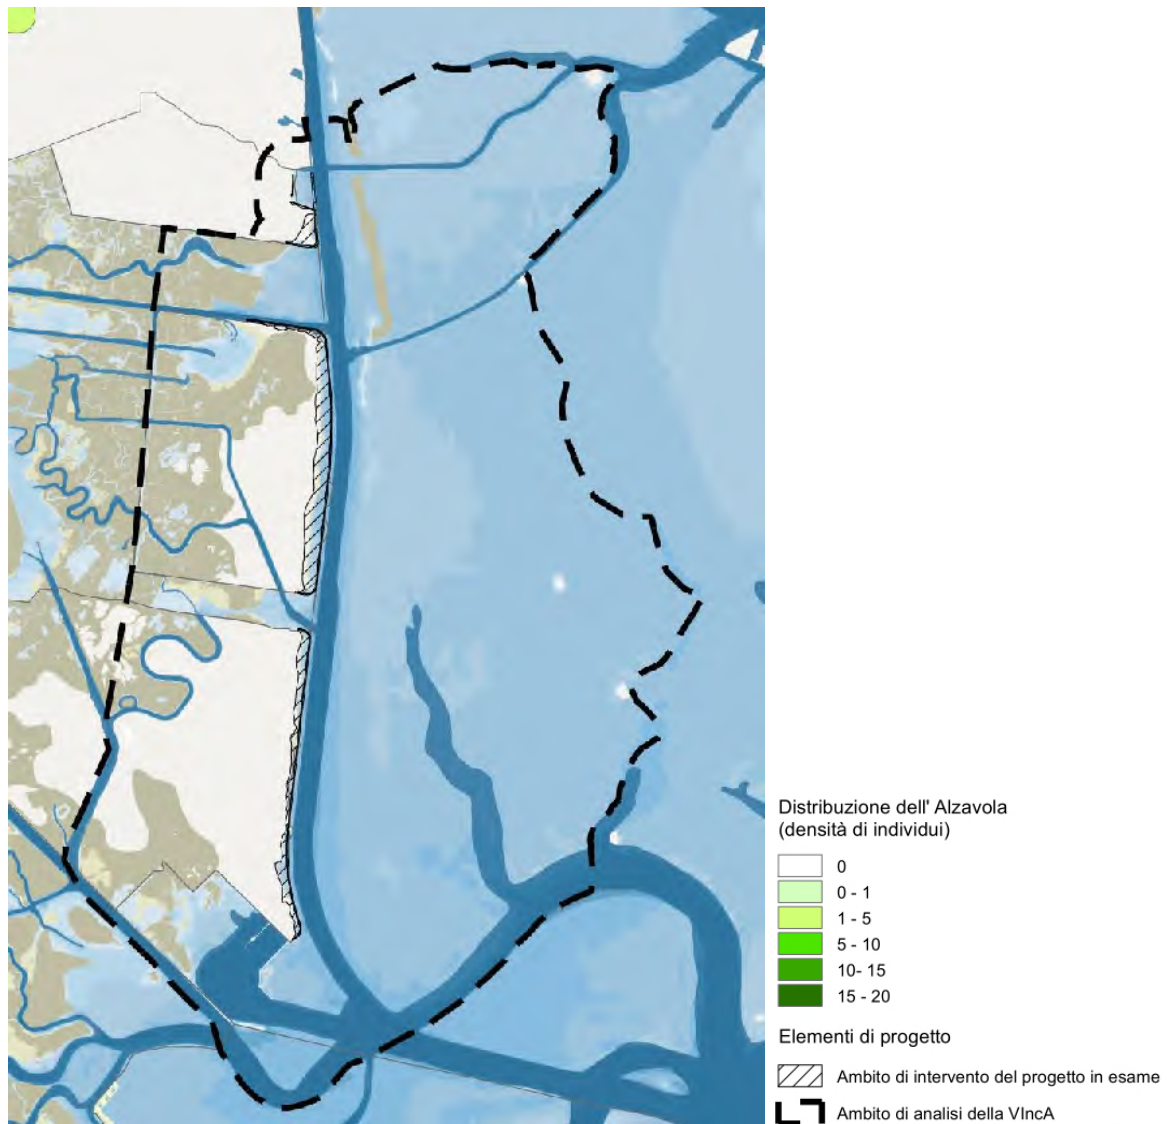 Distribuzione dell' Alzavola
(densità di individui)
0
0 - 1
1 - 5
5 - 10
10- 15
15 - 20
Elementi di progetto
Ambito di intervento del progetto in esame
Ambito di analisi della VIncA